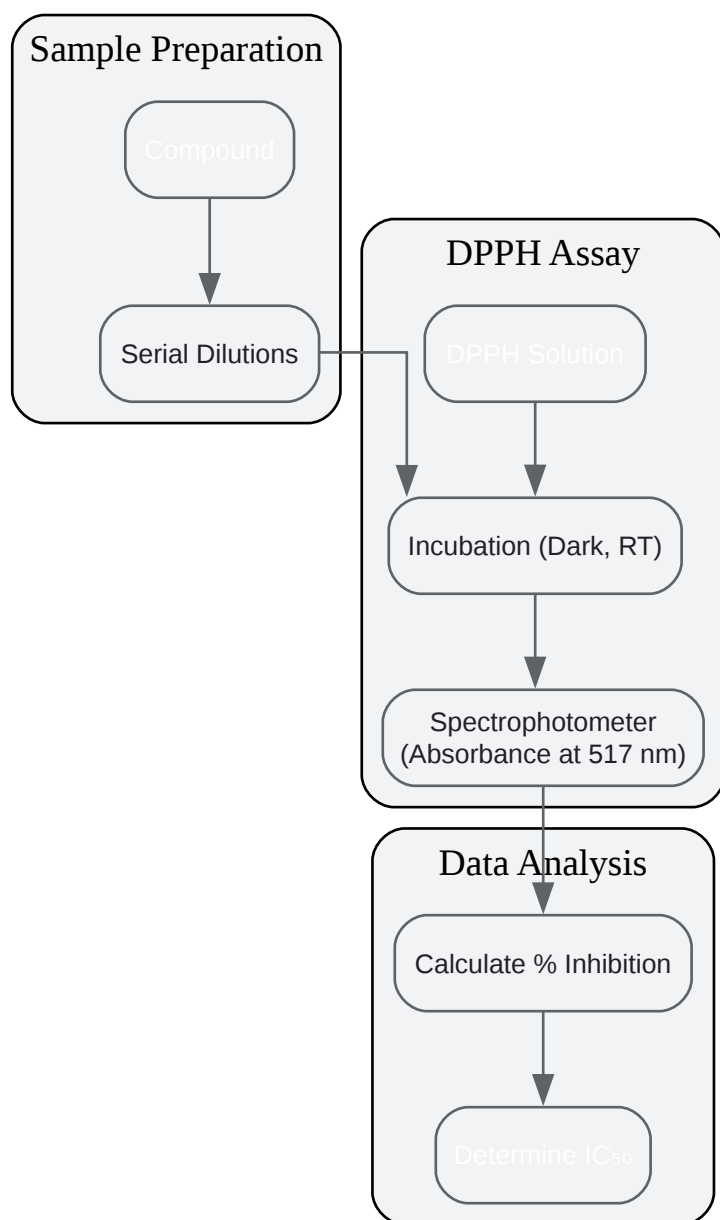 Sample Preparation
Compound
Serial Dilutions
DPPH Assay
DPPH Solution
Incubation (Dark, RT)
Spectrophotometer
(Absorbance at 517 nm)
Data Analysis
Calculate % Inhibition
Determine IC₅₀